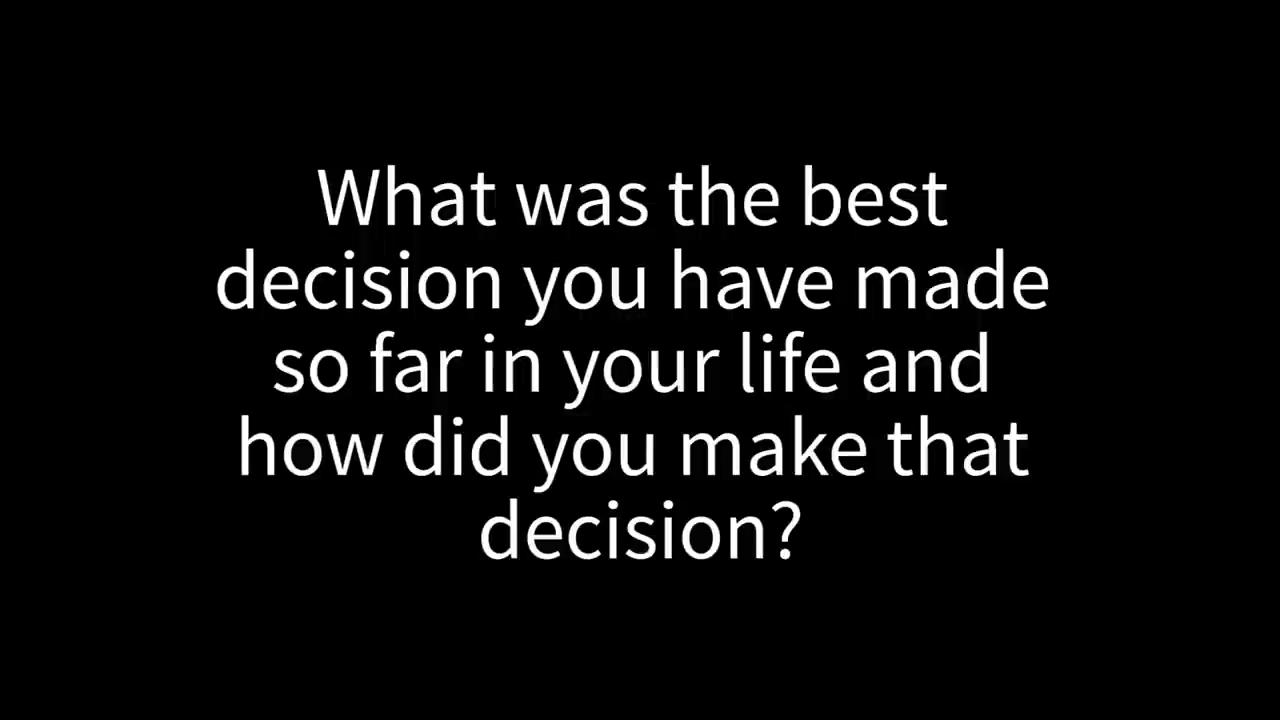 What was the best
decision you have made
so far in your life and
how did you make that
decision?